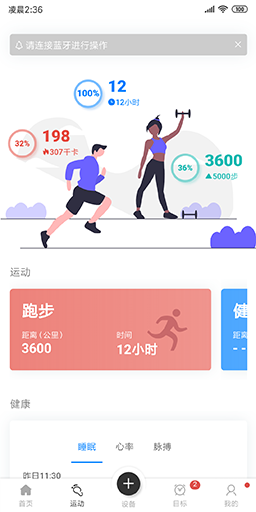 凌晨2:36
100
请连接蓝牙进行操作
100%
12
12小时
32%
198
307千卡
36%
3600
5000步
运动
跑步
距离(公里)
时间
3600
12小时
健
距离
--
健康
睡眠
心率
脉搏
昨日11:30
首页
运动
设备
目标
2
我的